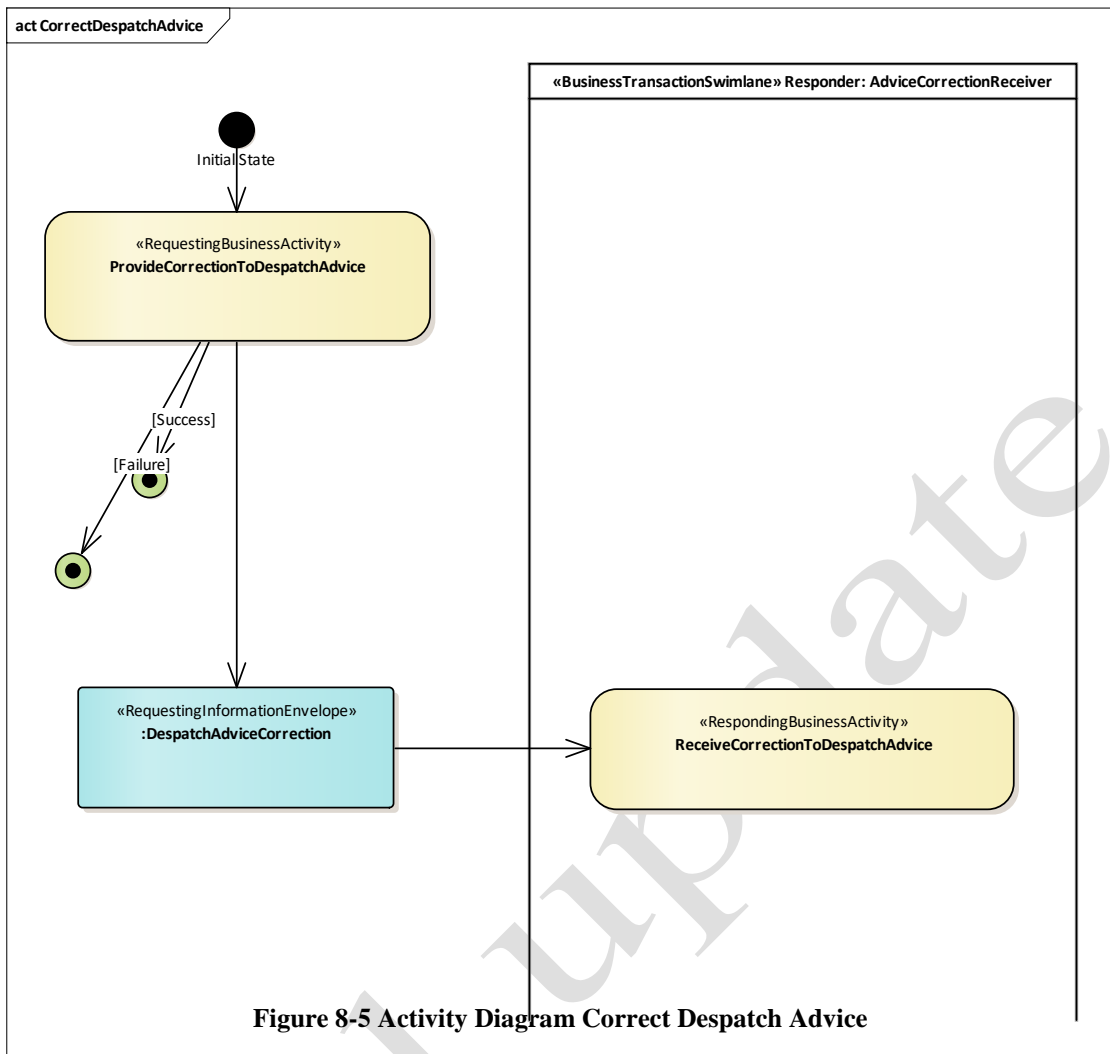 act CorrectDespatchAdvice
«BusinessTransactionSwimlane» Responder: AdviceCorrectionReceiver
Initial State
«RequestingBusinessActivity»
ProvideCorrectionToDespatchAdvice
[Success]
[Failure]
«RequestingInformationEnvelope»
:DespatchAdviceCorrection
«RespondingBusinessActivity»
ReceiveCorrectionToDespatchAdvice
update
Figure 8-5 Activity Diagram Correct Despatch Advice